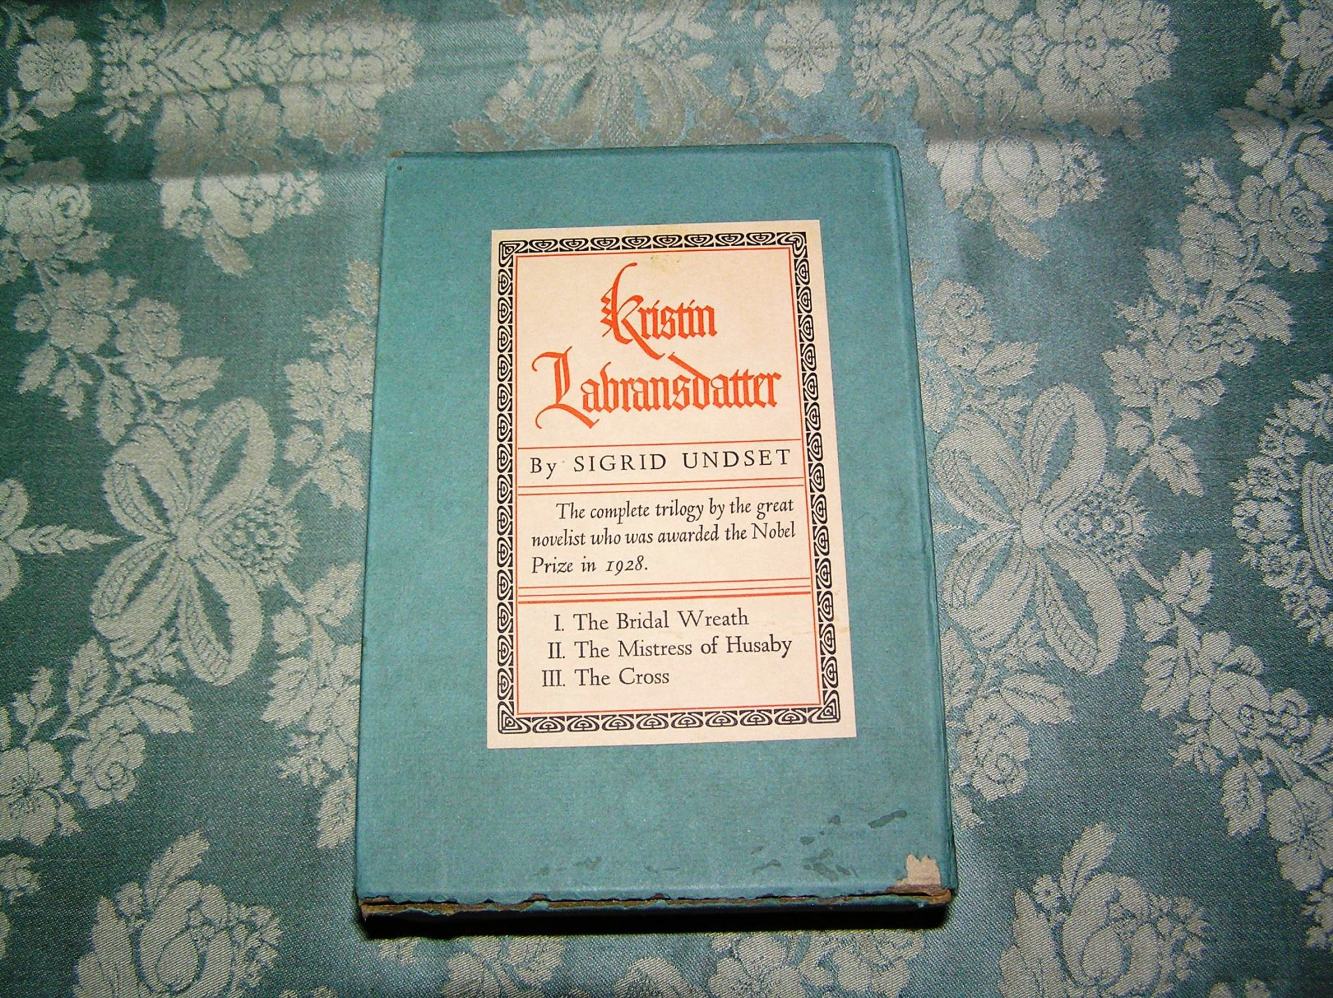 Kristin
Labransdatter
By SIGRID UNDSET
The complete trilogy by the great
novelist who was awarded the Nobel
Prize in 1928.
I. The Bridal Wreath
II. The Mistress of Husaby
III. The Cross